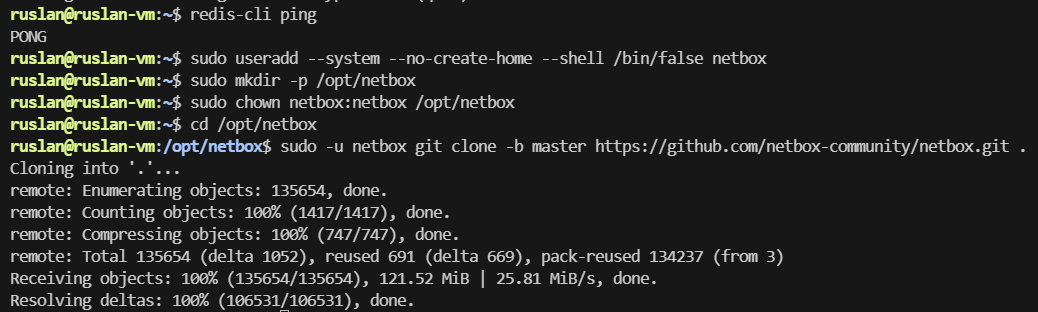 ruslan@ruslan-vm:~$ redis-cli ping
PONG
ruslan@ruslan-vm:~$ sudo useradd --system --no-create-home --shell /bin/false netbox
ruslan@ruslan-vm:~$ sudo mkdir -p /opt/netbox
ruslan@ruslan-vm:~$ sudo chown netbox:netbox /opt/netbox
ruslan@ruslan-vm:~$ cd /opt/netbox
ruslan@ruslan-vm:/opt/netbox$ sudo -u netbox git clone -b master https://github.com/netbox-community/netbox.git .
Cloning into '.'...
remote: Enumerating objects: 135654, done.
remote: Counting objects: 100% (1417/1417), done.
remote: Compressing objects: 100% (747/747), done.
remote: Total 135654 (delta 1052), reused 691 (delta 669), pack-reused 134237 (from 3)
Receiving objects: 100% (135654/135654), 121.52 MiB | 25.81 MiB/s, done.
Resolving deltas: 100% (106531/106531), done.